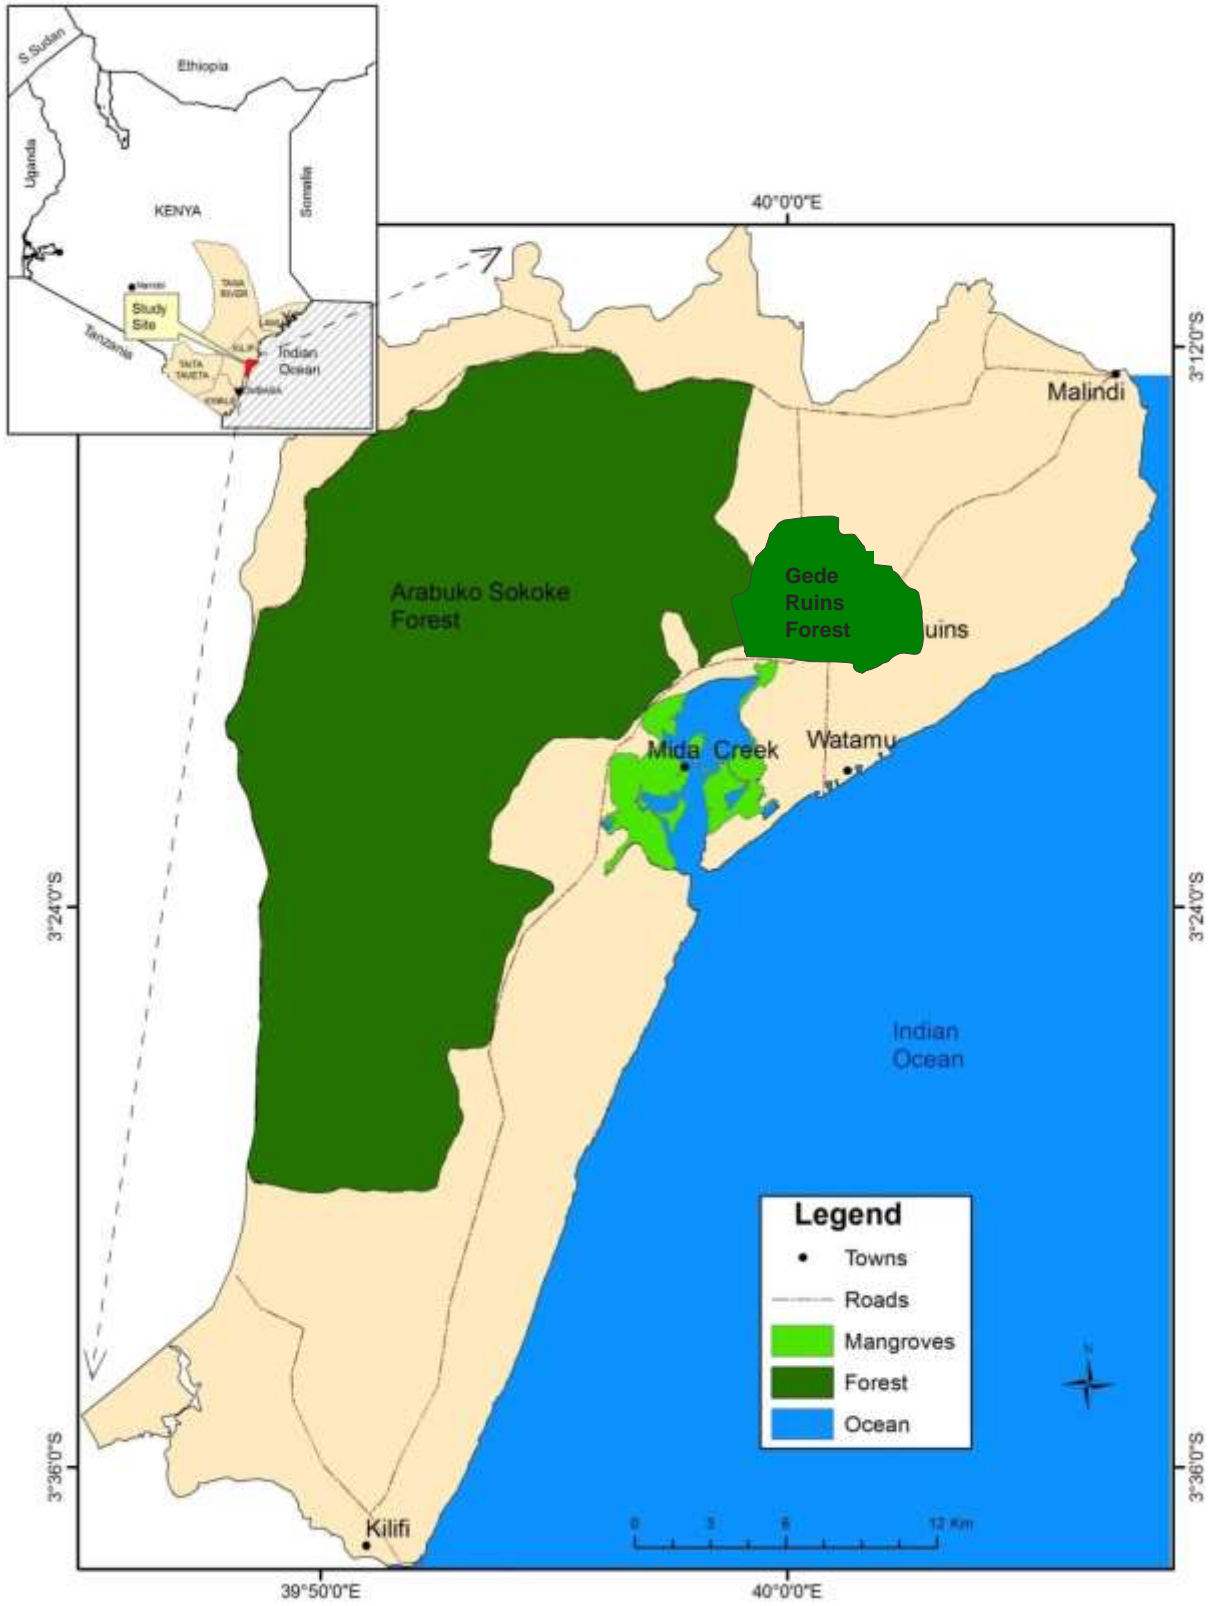 S.Sudan
Ethiopia
Uganda
Somalia
KENYA
Nairobi
TANA
RIVER
Study
Site
Tanzania
TAITA
TAVETA
Indian
Ocean
40°0'0"E
3°12'0"S
Malindi
Arabuko Sokoke
Forest
Gede
Ruins
Forest
uins
Mida Creek
Watamu
3°24'0"S
3°24'0"S
Indian
Ocean
Legend
Towns
Roads
Mangroves
Forest
Ocean
N
3°36'0"S
3°36'0"S
Kilifi
0 3 6 12 Km
39°50'0"E
40°0'0"E